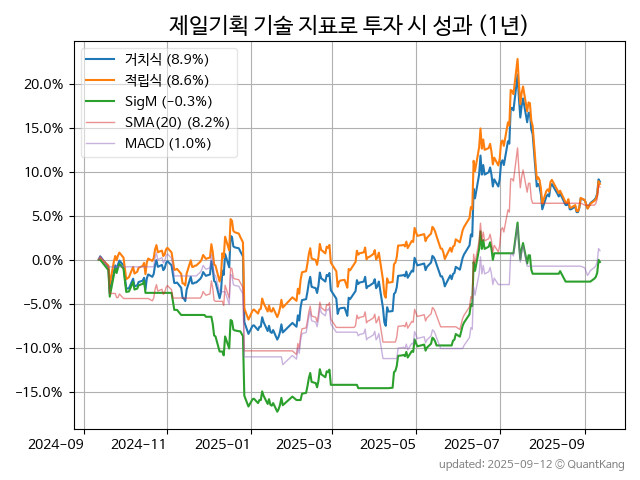 제일기획 기술 지표로 투자 시 성과 (1년)
거치식 (8.9%)
적립식 (8.6%)
SigM (−0.3%)
SMA(20) (8.2%)
MACD (1.0%)
20.0%
15.0%
10.0%
5.0%
0.0%
−5.0%
−10.0%
−15.0%
2024-09
2024-11
2025-01
2025-03
2025-05
2025-07
2025-09
updated: 2025-09-12 © QuantKang